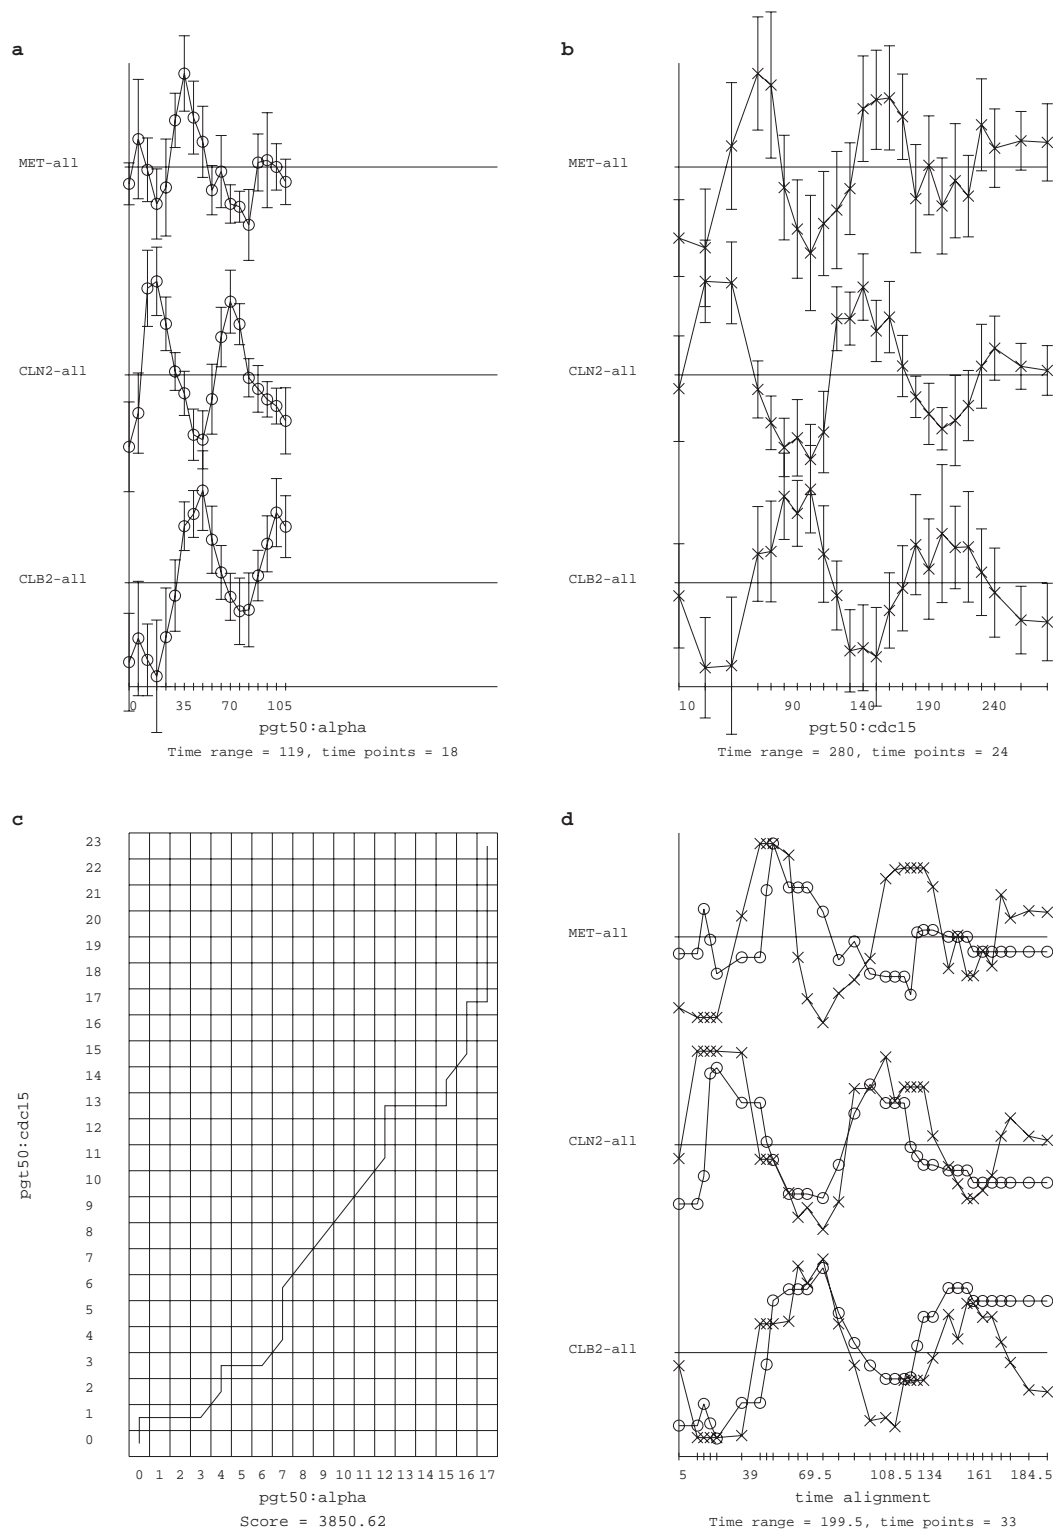 a
MET-all
CLN2-all
CLB2-all
0 35 70 105
pgt50:alpha
Time range = 119, time points = 18
b
MET-all
CLN2-all
CLB2-all
10 90 140 190 240
pgt50:cdc15
Time range = 280, time points = 24
c
23
22
21
20
19
18
17
16
15
14
13
12
11
10
9
8
7
6
5
4
3
2
1
0
pgt50:cdc15
0 1 2 3 4 5 6 7 8 9 10 11 12 13 14 15 16 17
pgt50:alpha
Score = 3850.62
d
MET-all
CLN2-all
CLB2-all
5 39 69.5 108.5 134 161 184.5
time alignment
Time range = 199.5, time points = 33